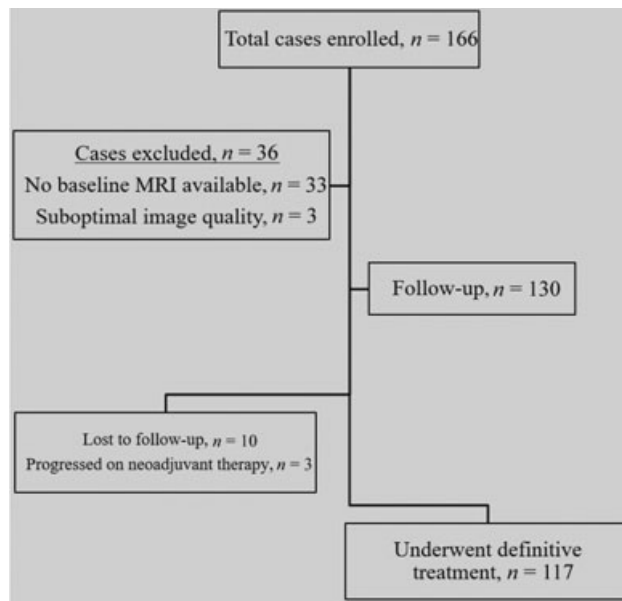 Total cases enrolled, n = 166
Cases excluded, n = 36
No baseline MRI available, n = 33
Suboptimal image quality, n = 3
Follow-up, n = 130
Lost to follow-up, n = 10
Progressed on neoadjuvant therapy, n = 3
Underwent definitive
treatment, n = 117